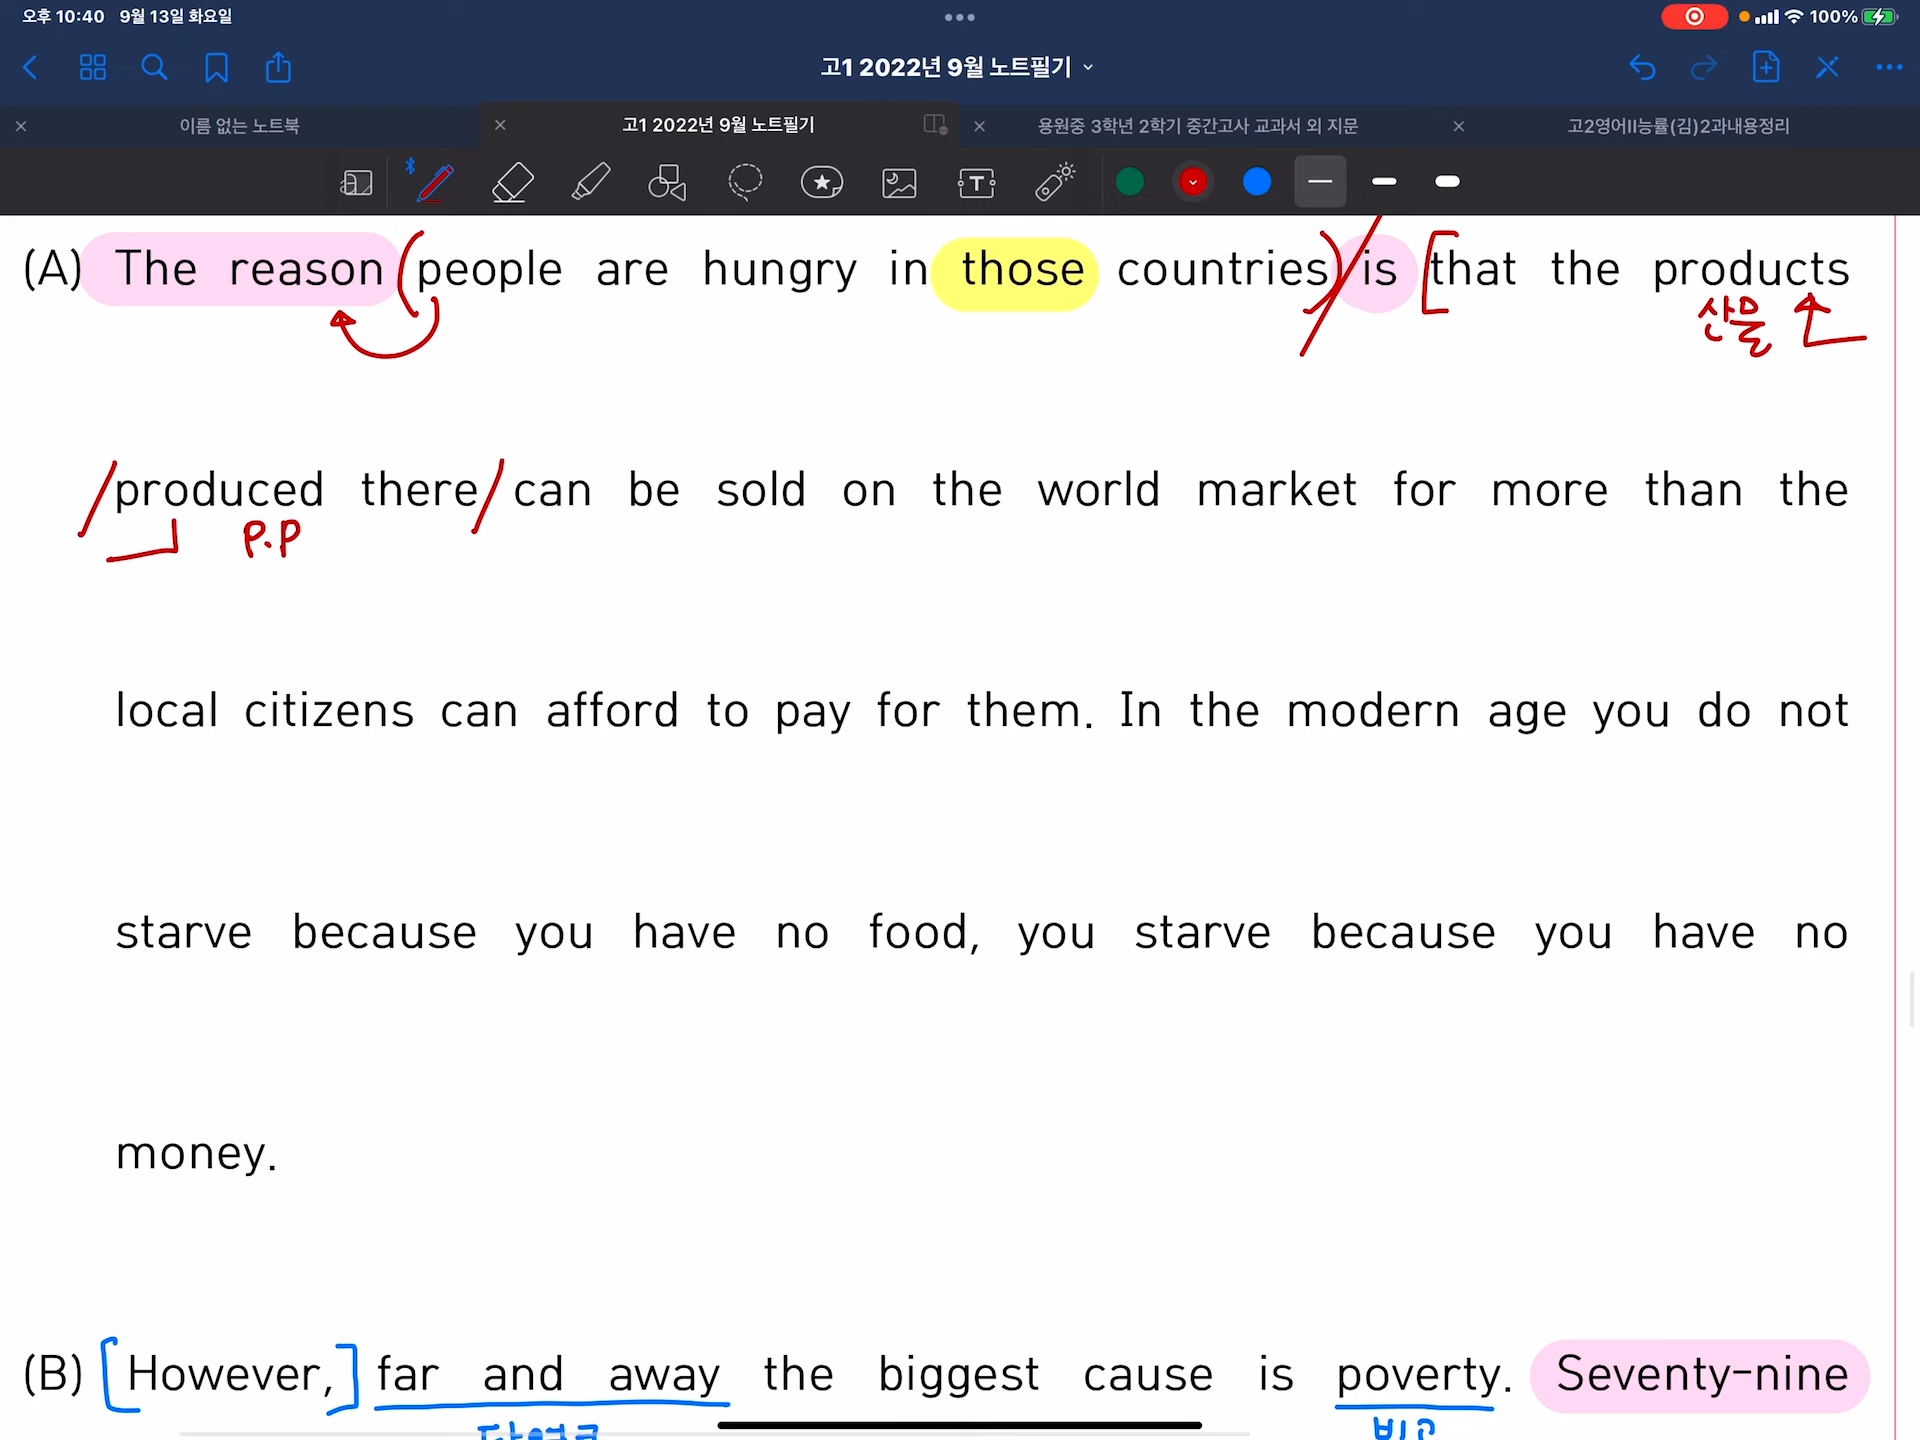 오후 10:40 9월 13일 화요일
100%
고1 2022년 9월 노트필기
이름 없는 노트북
고1 2022년 9월 노트필기
용원중 3학년 2학기 중간고사 교과서 외 지문
고2영어II능률(김)2과내용정리
(A) The reason (people are hungry in those countries) is [that the products
산물
/produced there/ can be sold on the world market for more than the
P.P
local citizens can afford to pay for them. In the modern age you do not
starve because you have no food, you starve because you have no
money.
(B) [However,] far and away the biggest cause is poverty. Seventy-nine